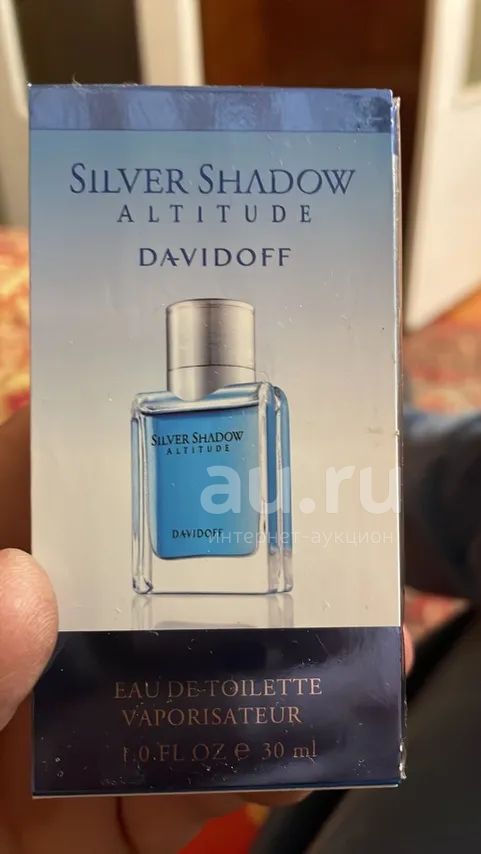 SILVER SHADOW
ALTITUDE
DAVIDOFF
SILVER SHADOW
ALTITUDE
au.ru
интернет-аукцион
DAVIDOFF
EAU DE TOILETTE
VAPORISATEUR
1.0 FL OZ e 30 ml